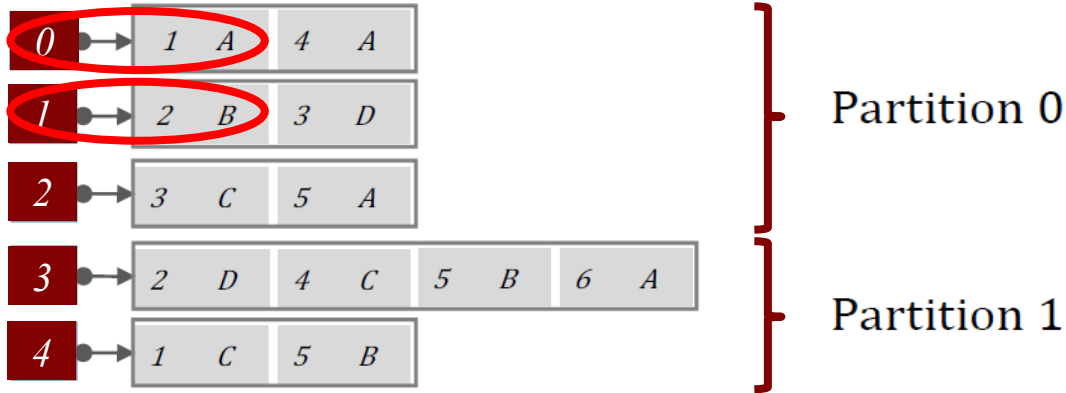 0 1 A 4 A
1 2 B 3 D
Partition 0
2 3 C 5 A
3 2 D 4 C 5 B 6 A
Partition 1
4 1 C 5 B